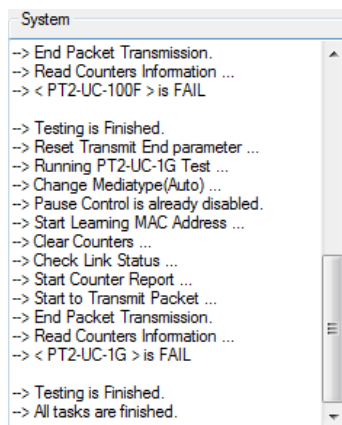 System
--> End Packet Transmission.
--> Read Counters Information ...
--> < PT2-UC-100F > is FAIL
--> Testing is Finished.
--> Reset Transmit End parameter ...
--> Running PT2-UC-1G Test ...
--> Change Mediatype(Auto) ...
--> Pause Control is already disabled.
--> Start Learning MAC Address ...
--> Clear Counters ...
--> Check Link Status ...
--> Start Counter Report ...
--> Start to Transmit Packet ...
--> End Packet Transmission.
--> Read Counters Information ...
--> < PT2-UC-1G > is FAIL
--> Testing is Finished.
--> All tasks are finished.